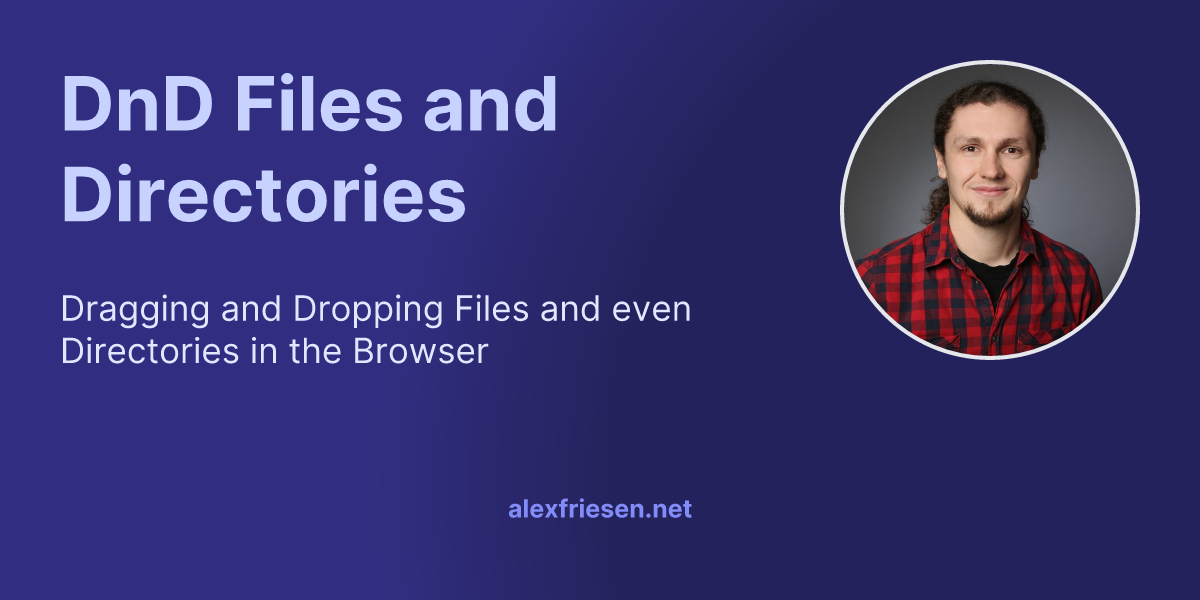 DnD Files and
Directories
Dragging and Dropping Files and even
Directories in the Browser
alexfriesen.net